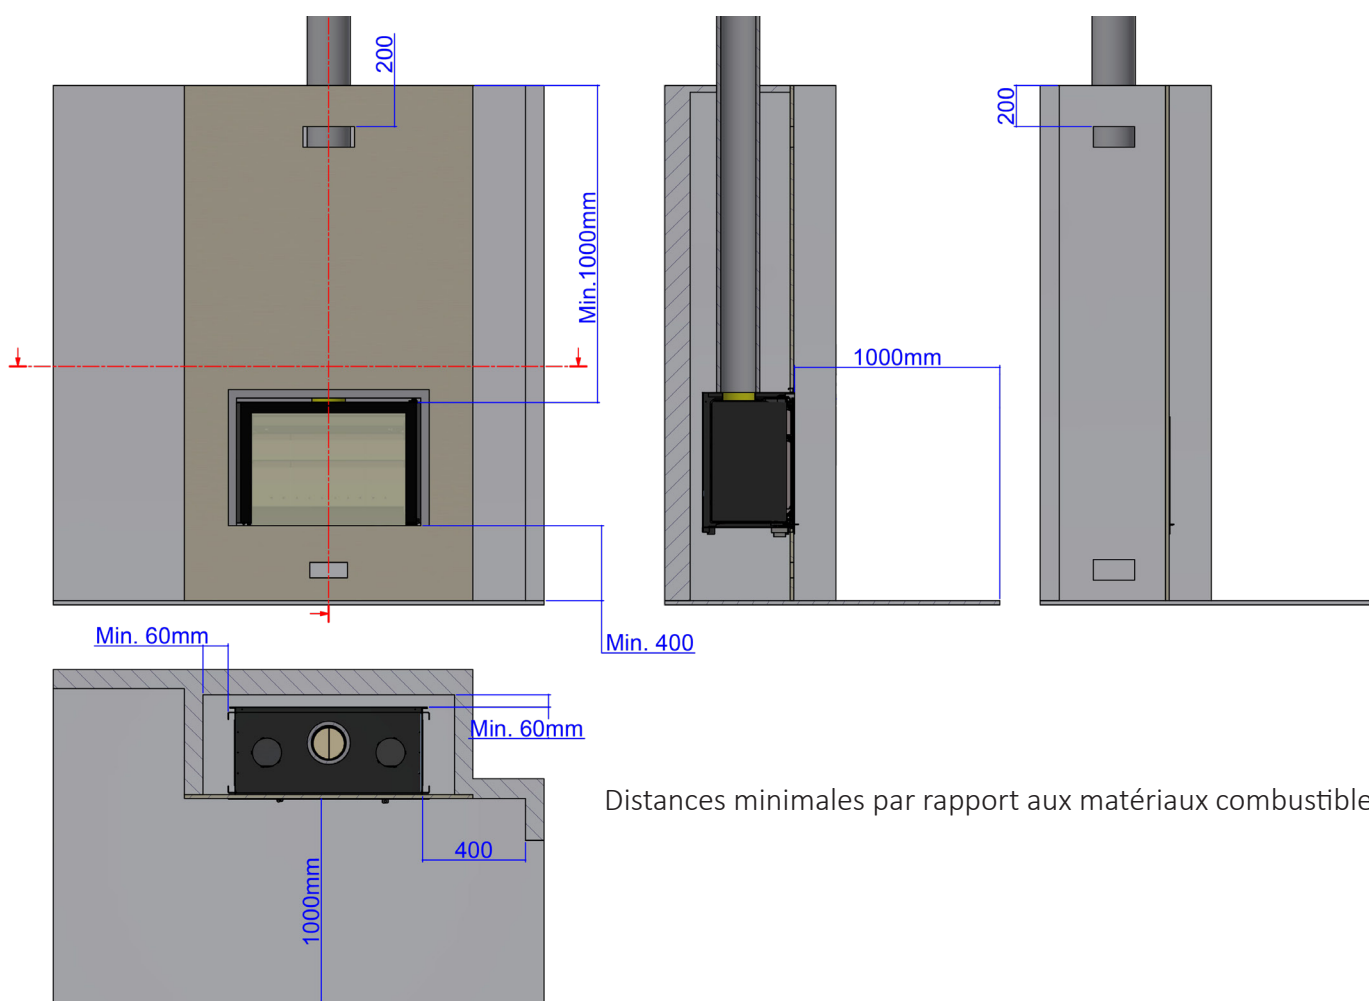 200
Min.1000mm
200
1000mm
Min. 60mm
Min. 400
Min. 60mm
Distances minimales par rapport aux matériaux combustible
400
1000mm